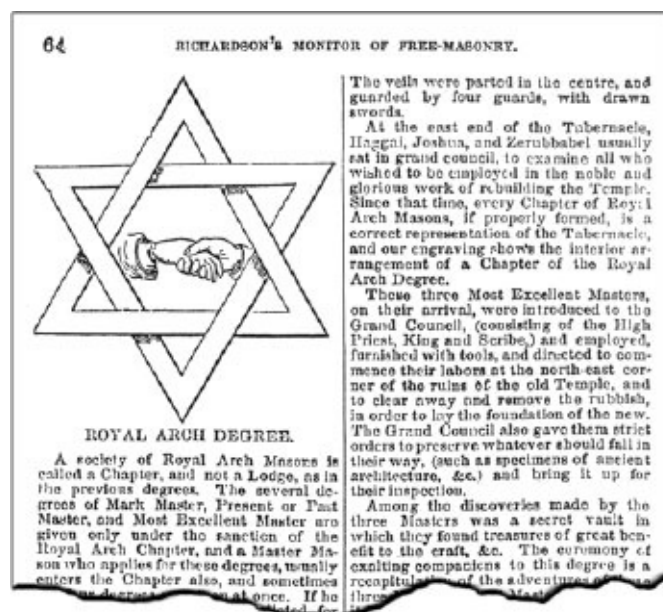 64
RICHARDSON'S MONITOR OF FREE-MASONRY.
ROYAL ARCH DEGREE.
A society of Royal Arch Masons is
called a Chapter, and not a Lodge, as in
the previous degrees. The several de-
grees of Mark Master, Present or Past
Master, and Most Excellent Master are
given only under the sanction of the
Royal Arch Chapter, and a Master Ma-
son who applies for these degrees, usually
enters the Chapter also, and sometimes
degrees at once. If he
The veils were parted in the centre, and
guarded by four guards, with drawn
swords.
At the east end of the Tabernacle,
Haggai, Joshua, and Zerubbabel usually
sat in grand council, to examine all who
wished to be employed in the noble and
glorious work of rebuilding the Temple.
Since that time, every Chapter of Royal
Arch Masons, if properly formed, is a
correct representation of the Tabernacle,
and our engraving shows the interior ar-
rangement of a Chapter of the Royal
Arch Degree.
These three Most Excellent Masters,
on their arrival, were introduced to the
Grand Council, (consisting of the High
Priest, King and Scribe,) and employed,
furnished with tools, and directed to com-
mence their labors at the north-east cor-
ner of the ruins of the old Temple, and
to clear away and remove the rubbish,
in order to lay the foundation of the new.
The Grand Council also gave them strict
orders to preserve whatever should fall in
their way, (such as specimens of ancient
architecture, &c.) and bring it up for
their inspection.
Among the discoveries made by the
three Masters was a secret vault in
which they found treasures of great ben-
efit to the craft, &c. The ceremony of
exalting companions to this degree is a
recapitulation of the adventures of
three Mast